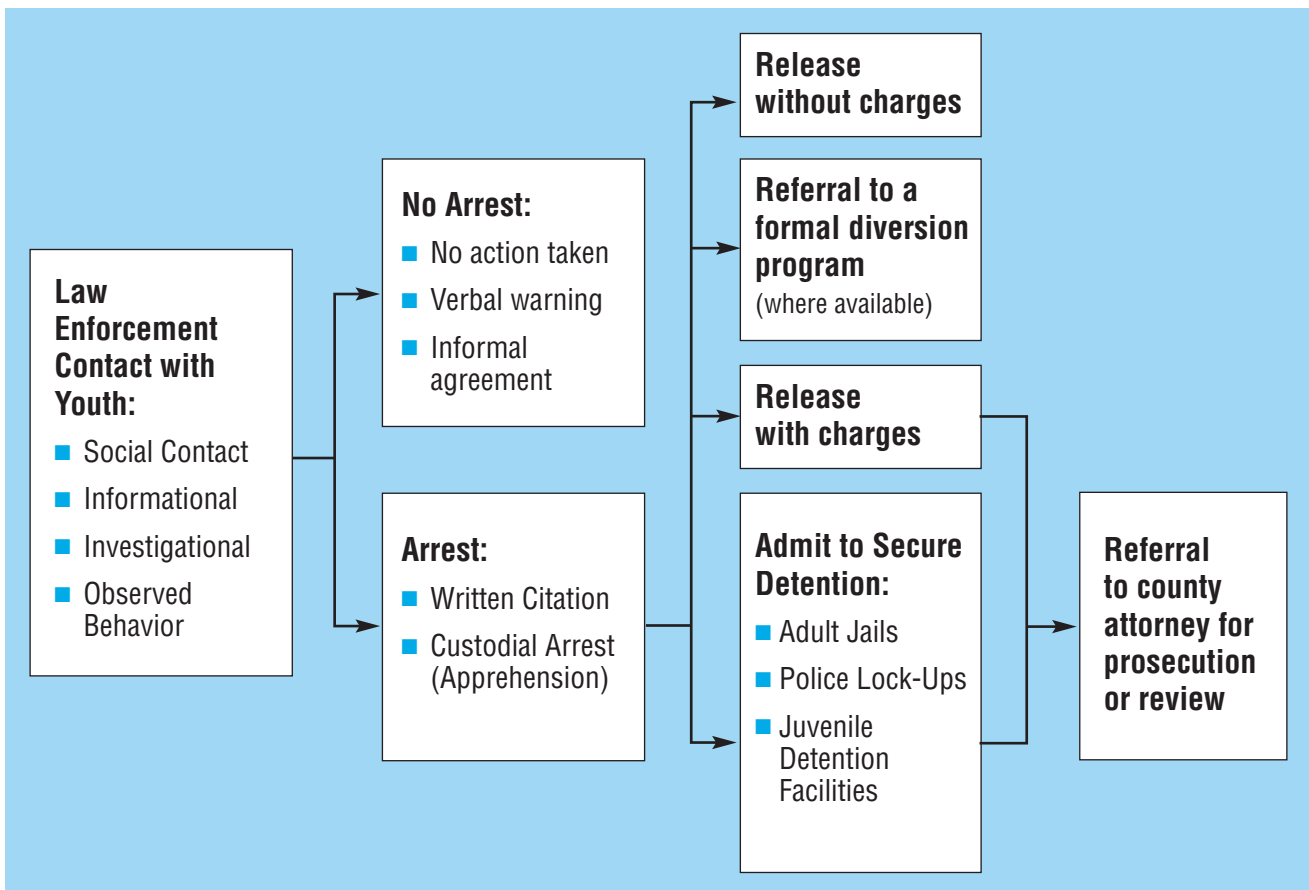 Law
Enforcement
Contact with
Youth:
Social Contact
Informational
Investigational
Observed
Behavior
No Arrest:
No action taken
Verbal warning
Informal
agreement
Arrest:
Written Citation
Custodial Arrest
(Apprehension)
Release
without charges
Referral to a
formal diversion
program
(where available)
Release
with charges
Admit to Secure
Detention:
Adult Jails
Police Lock-Ups
Juvenile
Detention
Facilities
Referral
to county
attorney for
prosecution
or review